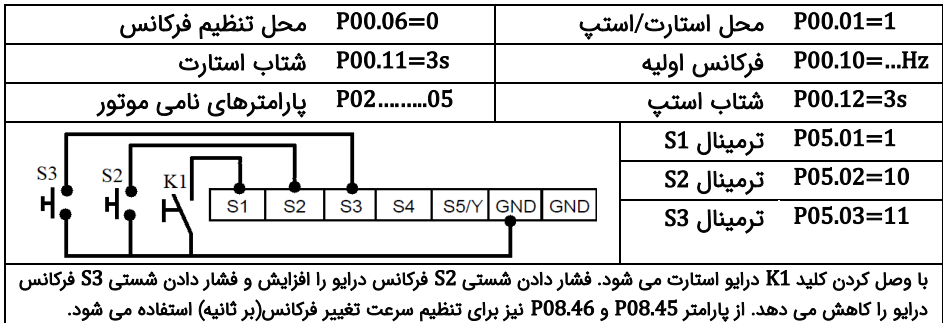 P00.01=1 محل استارت/استپ P00.06=0 محل تنظیم فرکانس
P00.10=...Hz فرکانس اولیه P00.11=3s شتاب استارت
P00.12=3s شتاب استپ P02.........05 پارامترهای نامی موتور
P05.01=1 ترمینال S1
P05.02=10 ترمینال S2
P05.03=11 ترمینال S3
S3 S2 K1
S1 S2 S3 S4 S5/Y GND GND
با وصل کردن کلید K1 درایو استارت می شود. فشار دادن شستی S2 فرکانس درایو را افزایش و فشار دادن شستی S3 فرکانس
درایو را کاهش می دهد. از پارامتر P08.45 و P08.46 نیز برای تنظیم سرعت تغییر فرکانس(بر ثانیه) استفاده می شود.